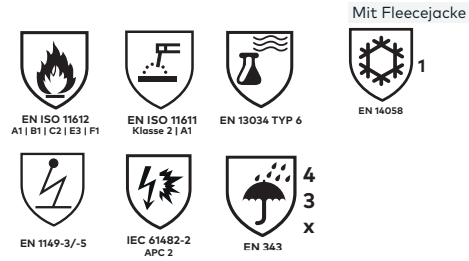 Mit Fleecejacke
1
EN ISO 11612
A1 | B1 | C2 | E3 | F1
EN ISO 11611
Klasse 2 | A1
EN 13034 TYP 6
EN 14058
4
3
x
EN 1149-3/-5
IEC 61482-2
APC 2
EN 343